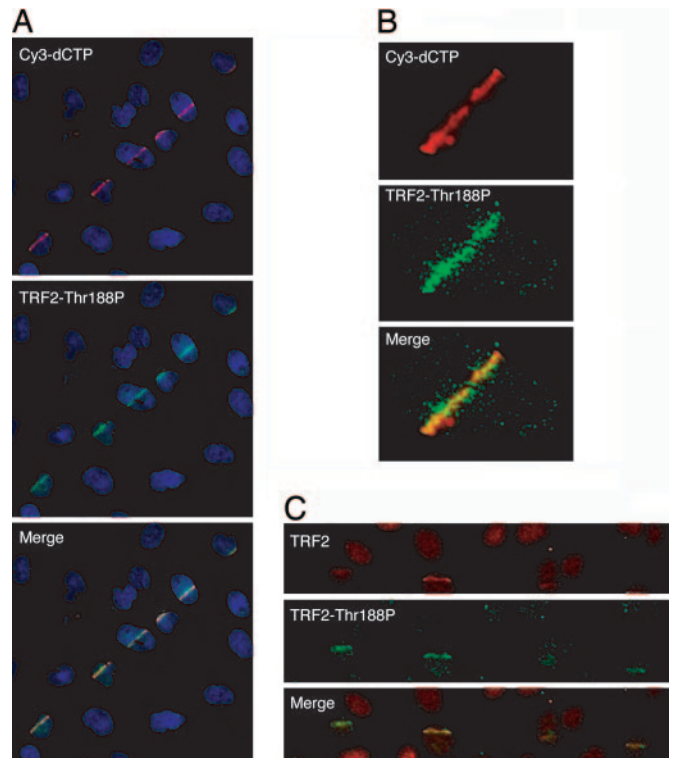 A
Cy3-dCTP
TRF2-Thr188P
Merge
B
Cy3-dCTP
TRF2-Thr188P
Merge
C
TRF2
TRF2-Thr188P
Merge